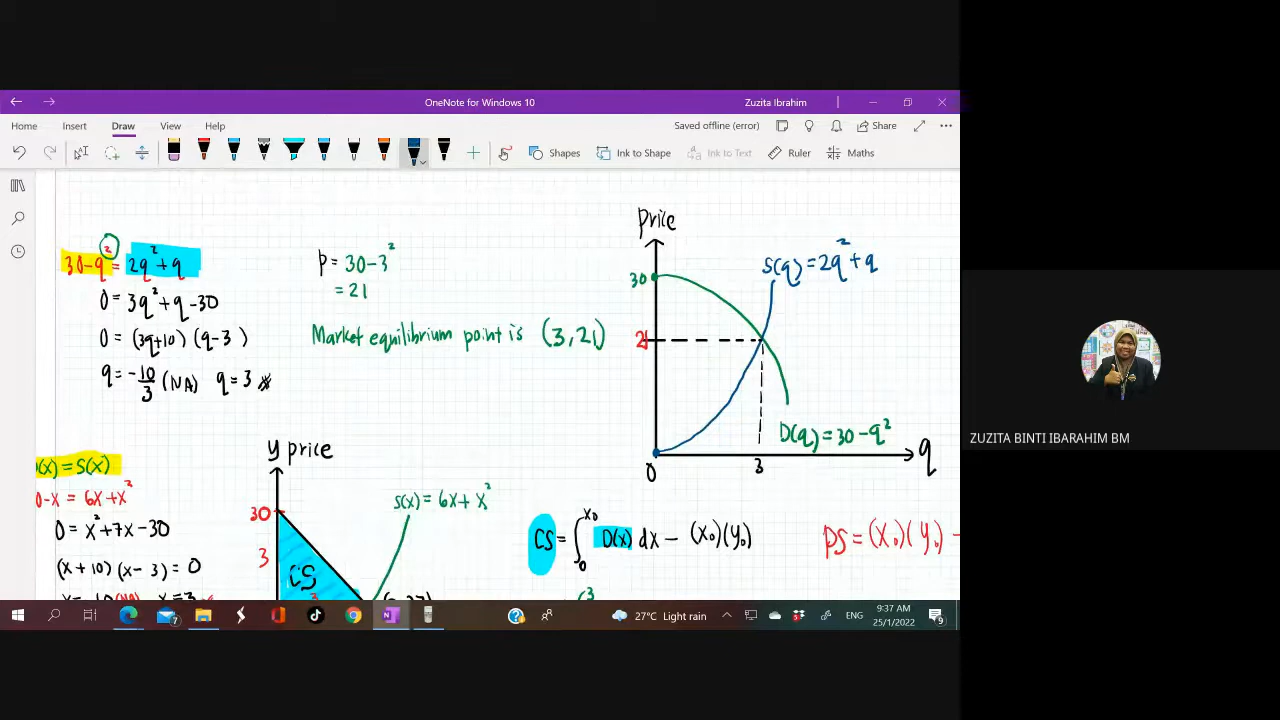 OneNote for Windows 10
Zuzita Ibrahim
Home Insert Draw View Help
Saved offline (error)
Share
Shapes
Ink to Shape
Ink to Text
Ruler
Maths
30-q² = 2q²+q
0 = 3q²+q-30
0 = (3q+10)(q-3)
q = -10/3 (NA) q=3
p = 30-3²
= 21
Market equilibrium point is (3,21)
Price
30
21
0
3
q
S(q)=2q²+q
D(q)=30-q²
D(x)=S(x)
0-x = 6x+x²
0 = x²+7x-30
(x+10)(x-3)=0
y price
30
3
CS
S(x)=6x+x²
CS = ∫₀^x₀ D(x) dx - (x₀)(y₀)
PS = (x₀)(y₀) -
ZUZITA BINTI IBARAHIM BM
27°C Light rain
ENG
9:37 AM
25/1/2022